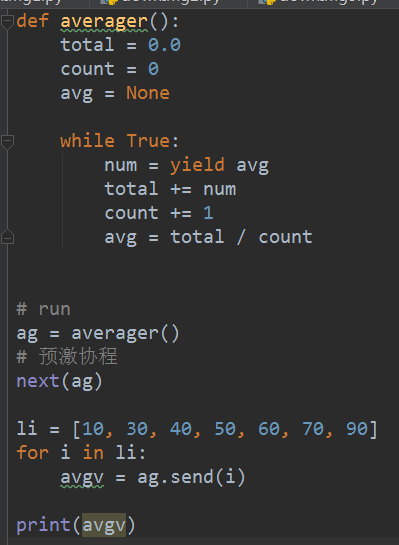 def averager():
    total = 0.0
    count = 0
    avg = None
    while True:
        num = yield avg
        total += num
        count += 1
        avg = total / count
# run
ag = averager()
# 预激协程
next(ag)
li = [10, 30, 40, 50, 60, 70, 90]
for i in li:
    avgv = ag.send(i)
print(avgv)